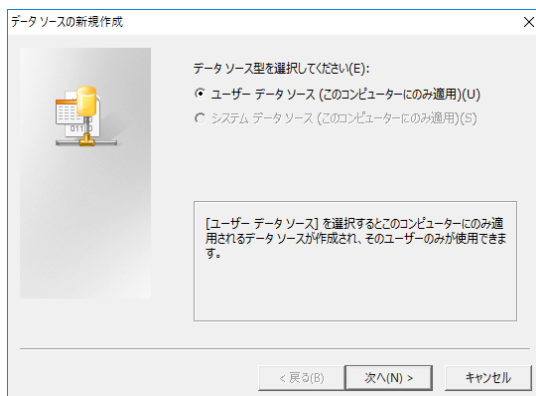 データ ソースの新規作成
データ ソース型を選択してください(E):
ユーザー データ ソース (このコンピューターにのみ適用)(U)
システム データ ソース (このコンピューターにのみ適用)(S)
[ユーザー データ ソース] を選択するとこのコンピューターにのみ適
用されるデータ ソースが作成され、そのユーザーのみが使用できま
す。
< 戻る(B)
次へ(N) >
キャンセル